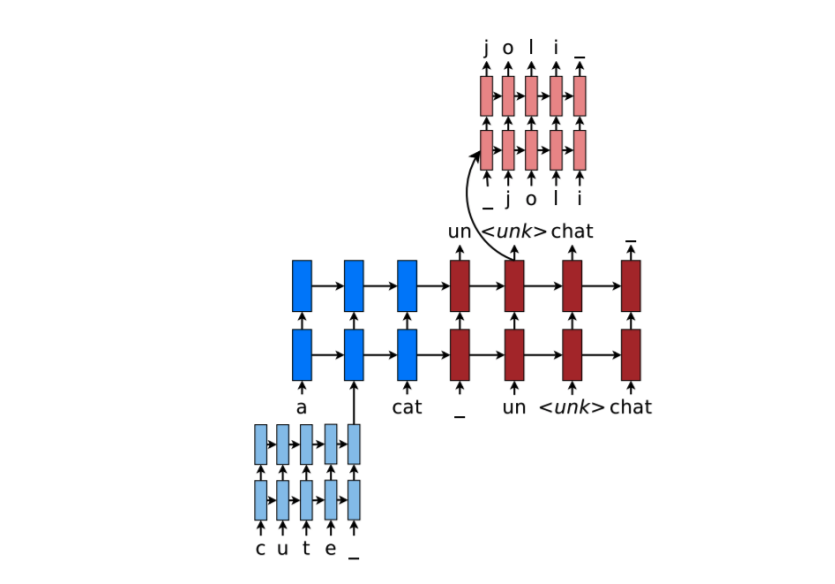 j o l i _
_ j o l i
un <unk> chat _
a cat _ un <unk> chat
c u t e _